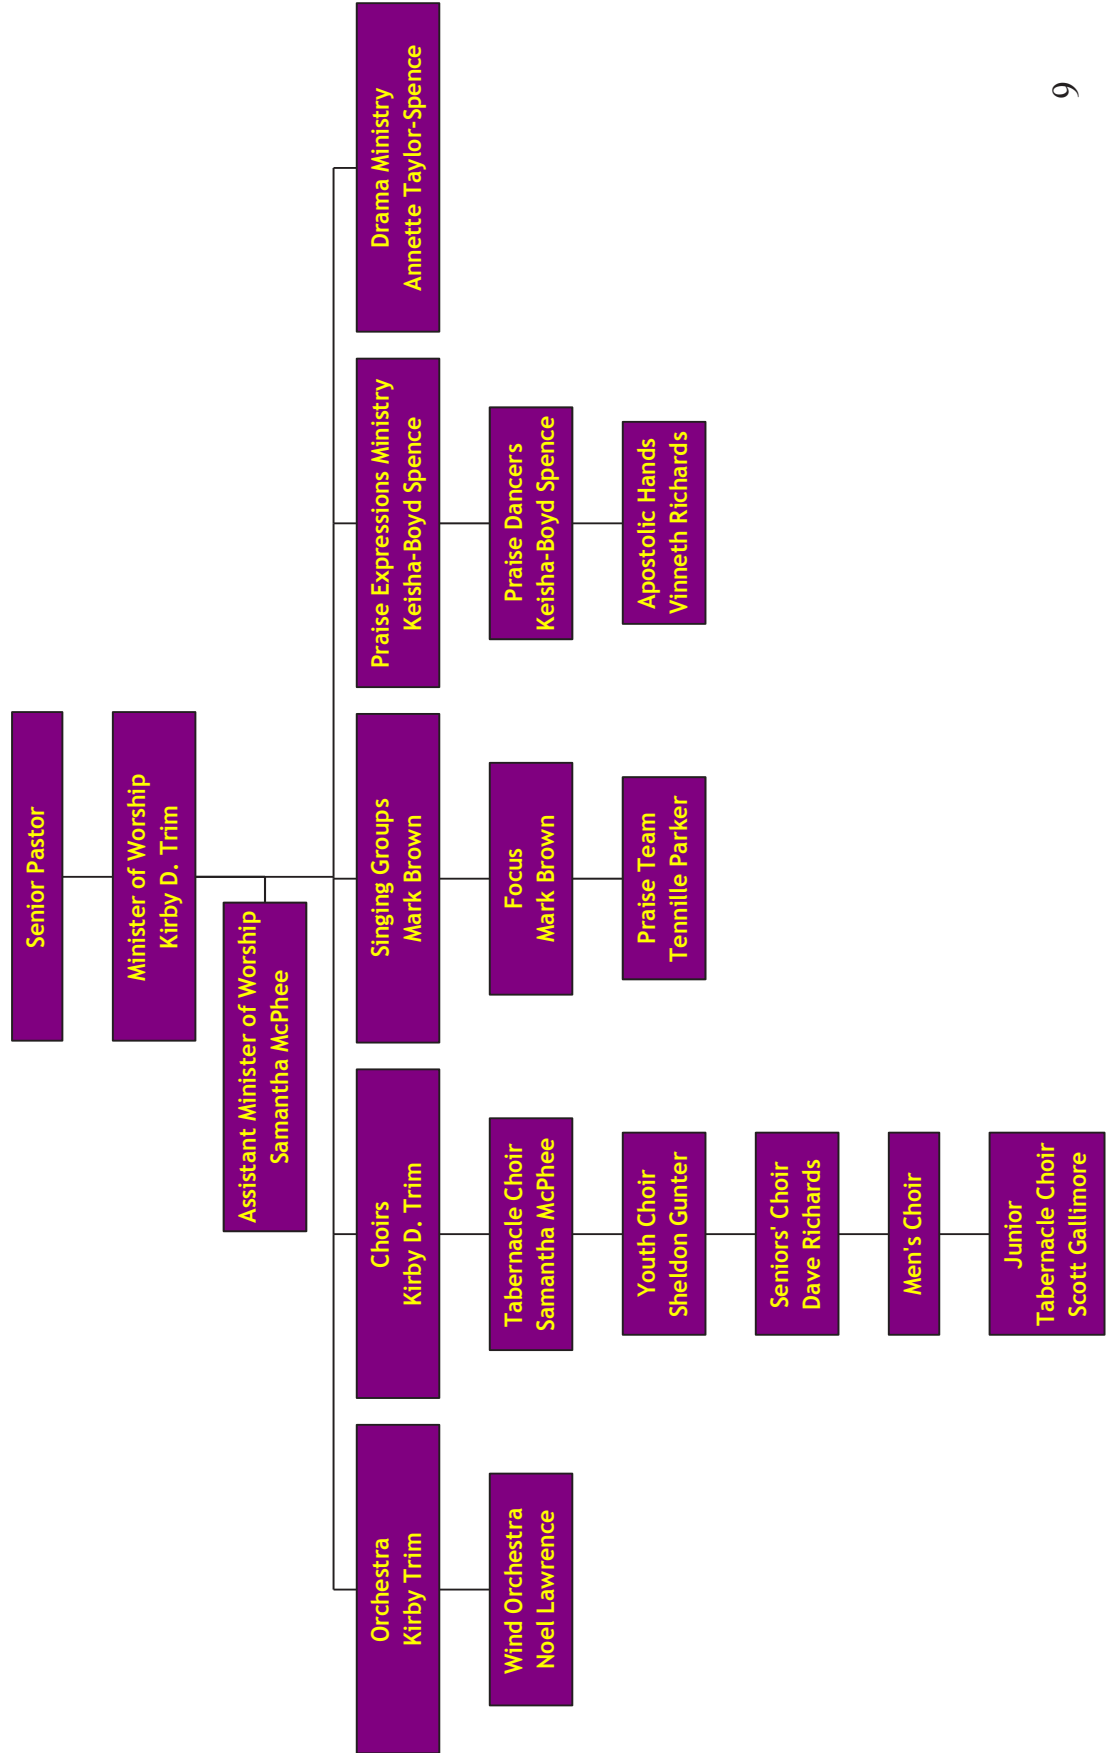 Senior Pastor
Minister of Worship
Kirby D. Trim
Assistant Minister of Worship
Samantha McPhee
Orchestra
Kirby Trim
Wind Orchestra
Noel Lawrence
Choirs
Kirby D. Trim
Tabernacle Choir
Samantha McPhee
Youth Choir
Sheldon Gunter
Seniors' Choir
Dave Richards
Men's Choir
Junior
Tabernacle Choir
Scott Gallimore
Singing Groups
Mark Brown
Focus
Mark Brown
Praise Team
Tennille Parker
Praise Expressions Ministry
Keisha-Boyd Spence
Praise Dancers
Keisha-Boyd Spence
Apostolic Hands
Vinneth Richards
Drama Ministry
Annette Taylor-Spence
9